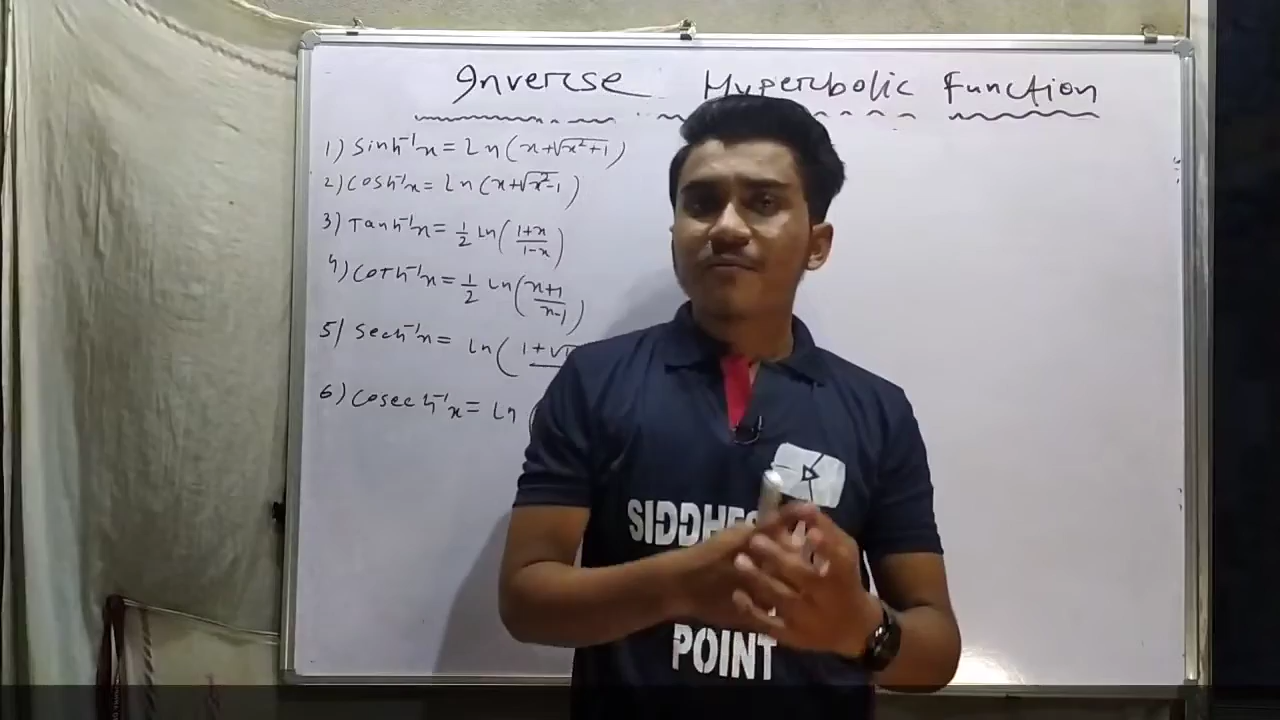 Inverse Hyperbolic Function
1) Sinh⁻¹x = Ln(x+√x²+1)
2) Cosh⁻¹x = Ln(x+√x²-1)
3) Tanh⁻¹x = 1/2 Ln(1+x/1-x)
4) Coth⁻¹x = 1/2 Ln(x+1/x-1)
5) Sech⁻¹x = Ln(1+√
6) Cosech⁻¹x = Ln(
POINT